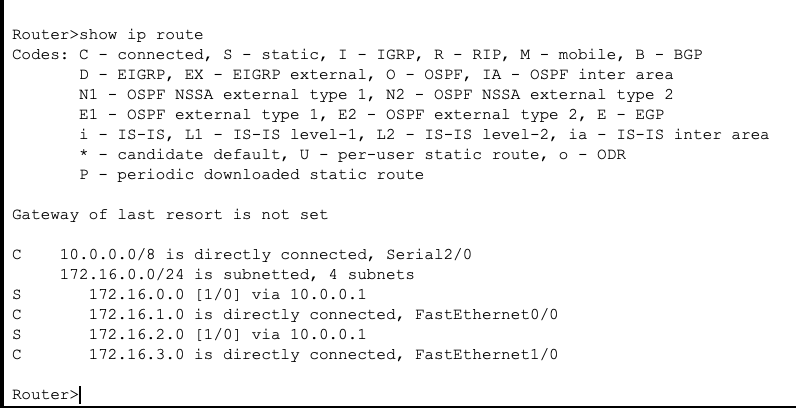 Router>show ip route
Codes: C - connected, S - static, I - IGRP, R - RIP, M - mobile, B - BGP
D - EIGRP, EX - EIGRP external, O - OSPF, IA - OSPF inter area
N1 - OSPF NSSA external type 1, N2 - OSPF NSSA external type 2
E1 - OSPF external type 1, E2 - OSPF external type 2, E - EGP
i - IS-IS, L1 - IS-IS level-1, L2 - IS-IS level-2, ia - IS-IS inter area
* - candidate default, U - per-user static route, o - ODR
P - periodic downloaded static route
Gateway of last resort is not set
C 10.0.0.0/8 is directly connected, Serial2/0
172.16.0.0/24 is subnetted, 4 subnets
S 172.16.0.0 [1/0] via 10.0.0.1
C 172.16.1.0 is directly connected, FastEthernet0/0
S 172.16.2.0 [1/0] via 10.0.0.1
C 172.16.3.0 is directly connected, FastEthernet1/0
Router>